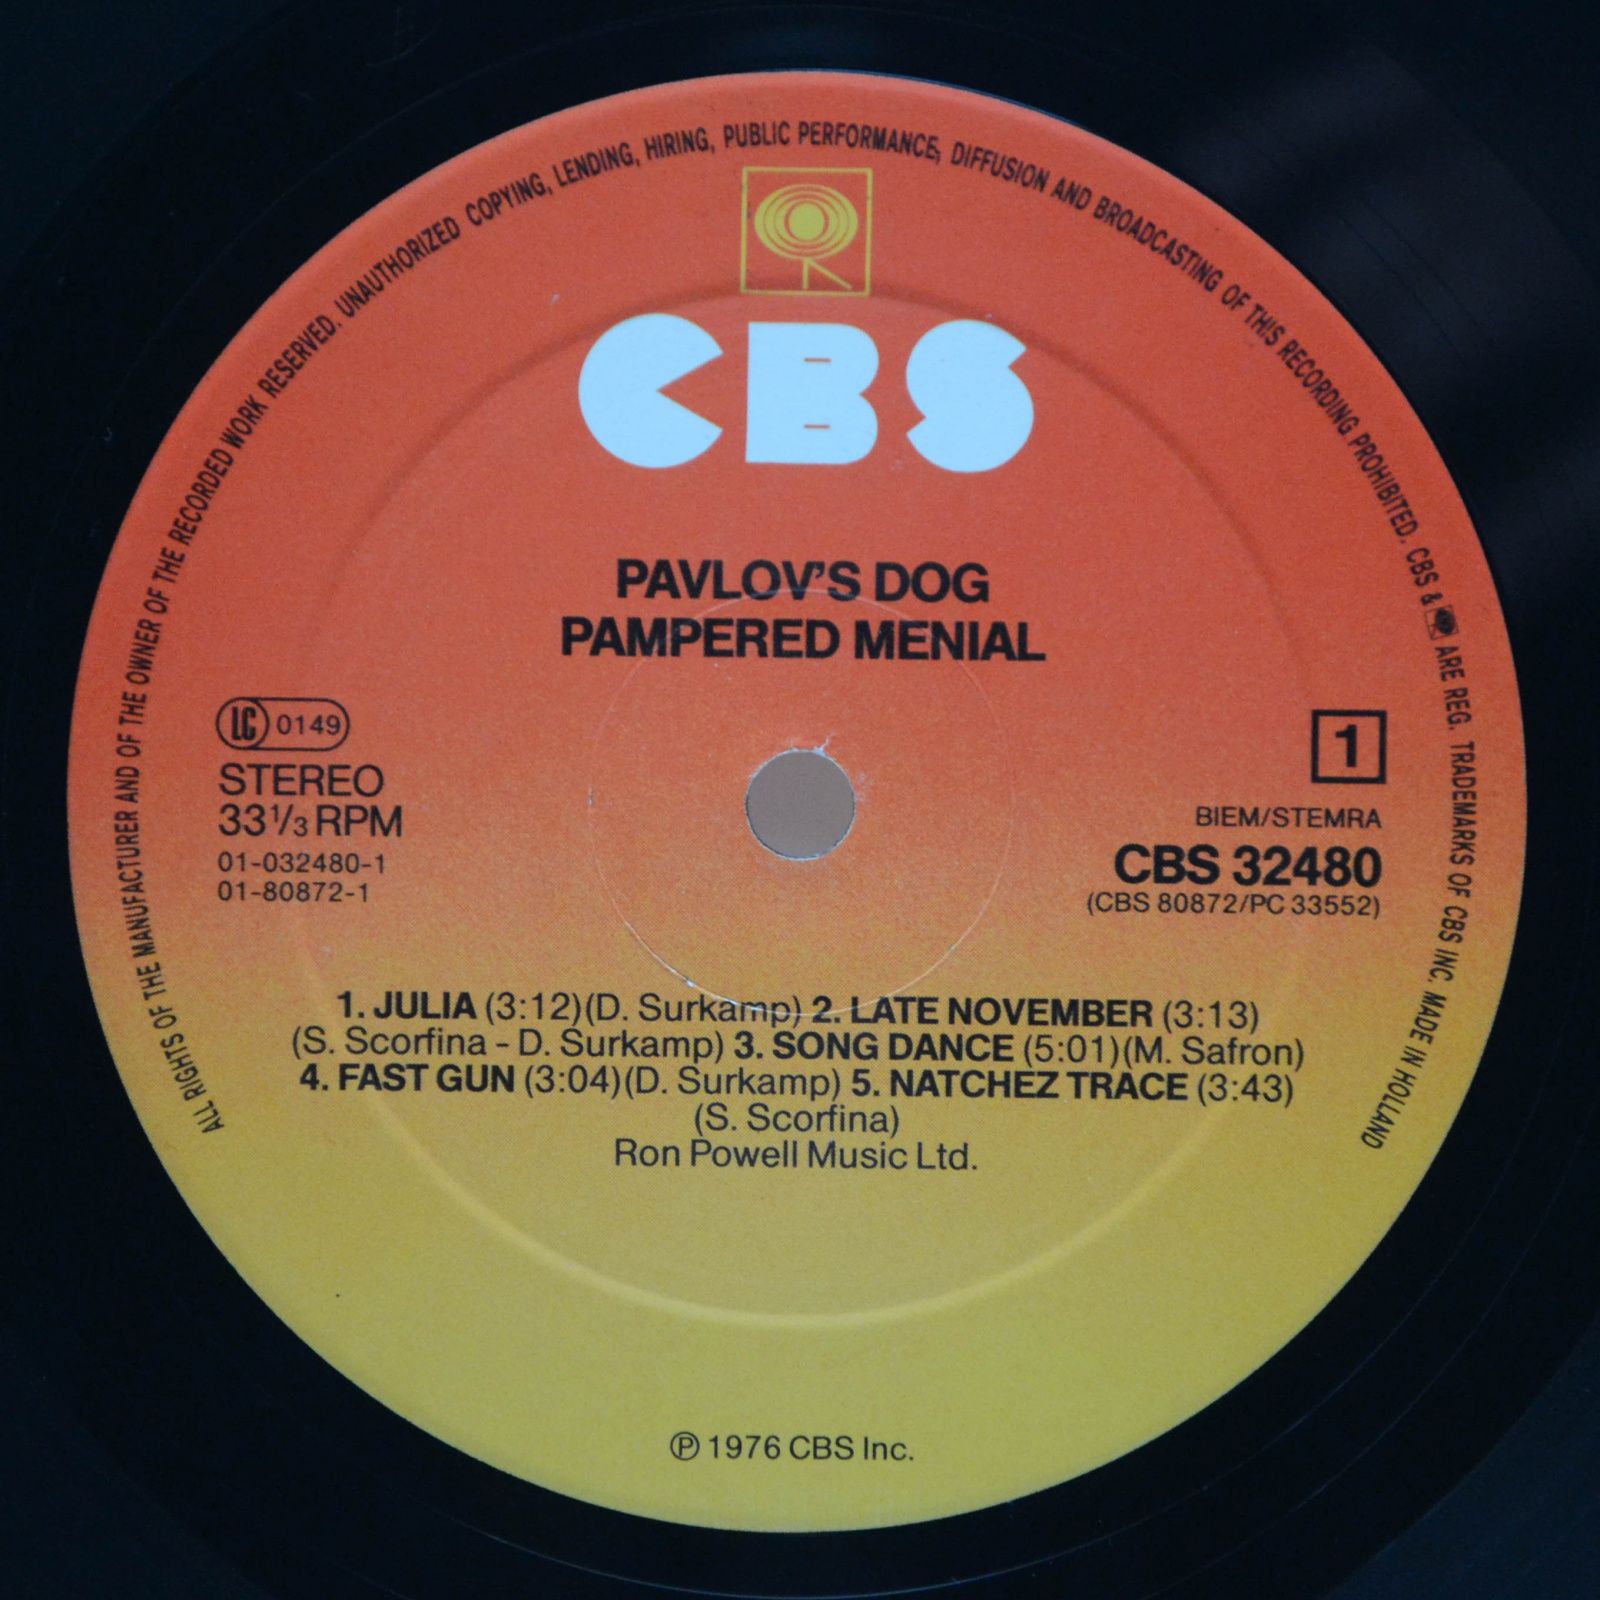 ALL RIGHTS OF THE MANUFACTURER AND OF THE OWNER OF THE RECORDED WORK RESERVED. UNAUTHORIZED COPYING, LENDING, HIRING, PUBLIC PERFORMANCE, DIFFUSION AND BROADCASTING OF THIS RECORDING PROHIBITED. CBS & ARE REG. TRADEMARKS OF CBS INC. MADE IN HOLLAND
CBS
PAVLOV'S DOG
PAMPERED MENIAL
LC 0149
STEREO
33 1/3 RPM
01-032480-1
01-80872-1
1
BIEM/STEMRA
CBS 32480
(CBS 80872/PC 33552)
1. JULIA (3:12)(D. Surkamp) 2. LATE NOVEMBER (3:13)
(S. Scorfina - D. Surkamp) 3. SONG DANCE (5:01)(M. Safron)
4. FAST GUN (3:04)(D. Surkamp) 5. NATCHEZ TRACE (3:43)
(S. Scorfina)
Ron Powell Music Ltd.
℗ 1976 CBS Inc.